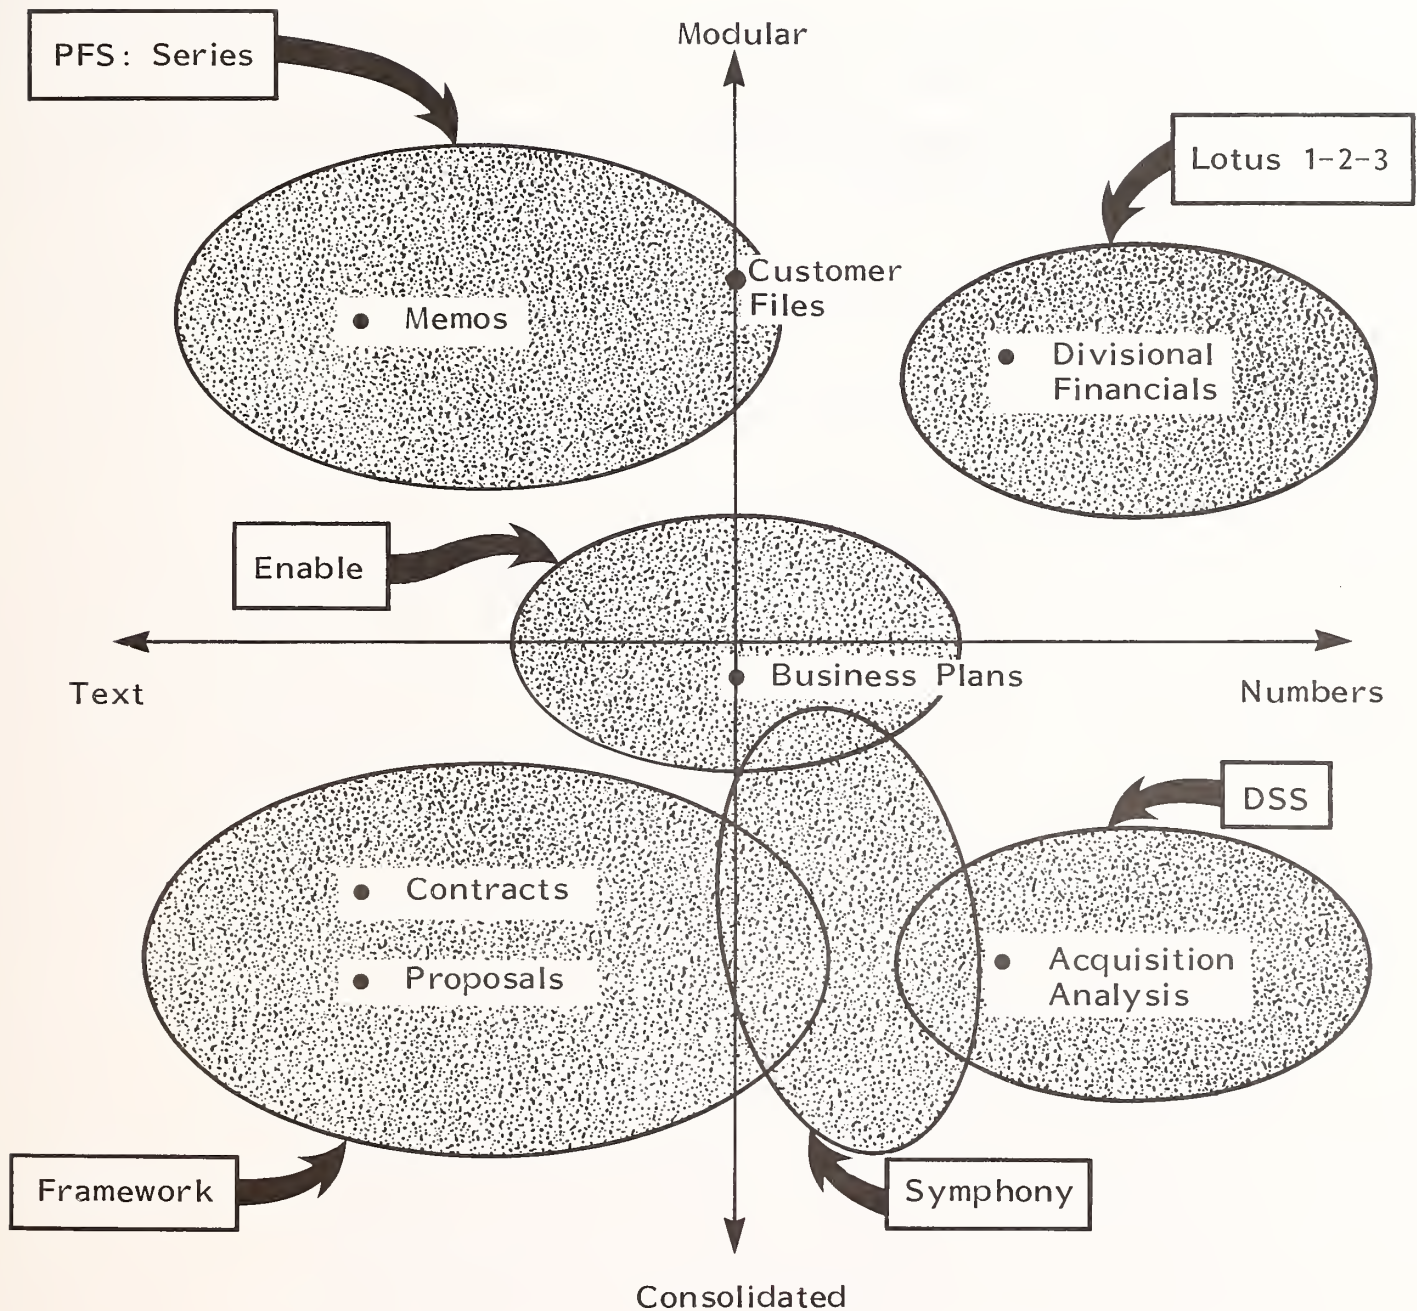 Modular
PFS: Series
Lotus 1-2-3
Customer
Files
• Memos
• Divisional
Financials
Enable
• Business Plans
Text
Numbers
DSS
• Contracts
• Proposals
• Acquisition
Analysis
Framework
Symphony
Consolidated